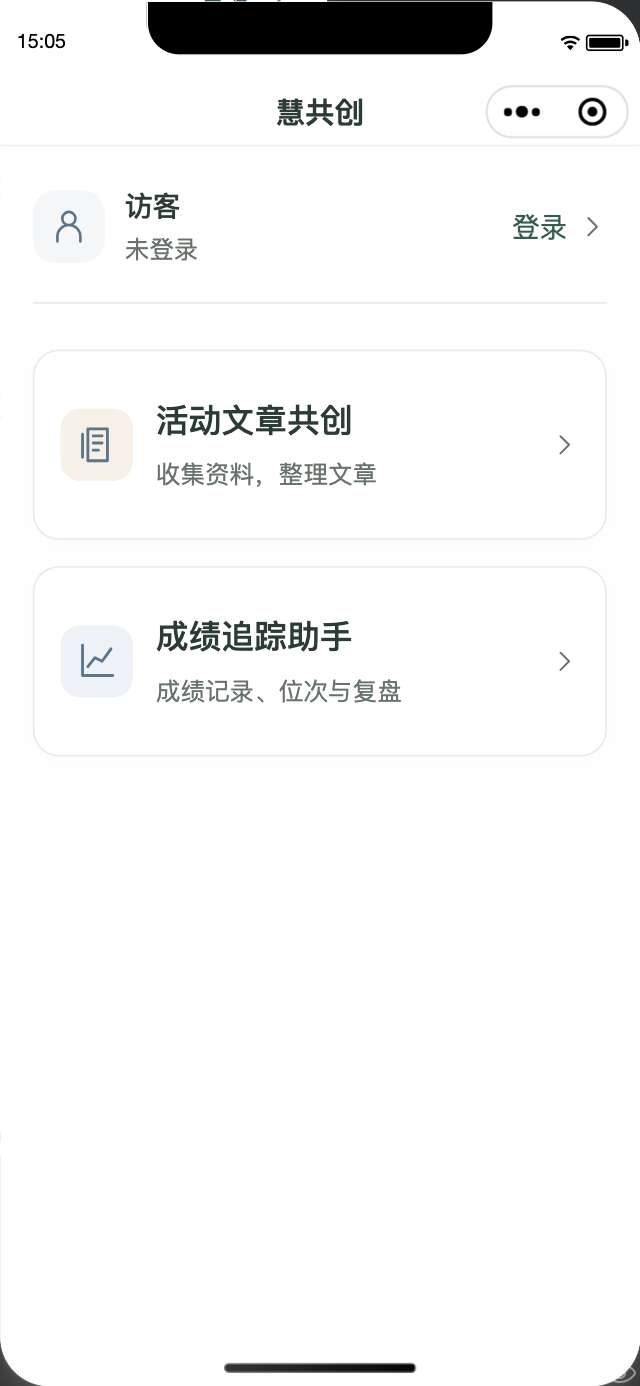 15:05
慧共创
访客
未登录
登录
活动文章共创
收集资料，整理文章
成绩追踪助手
成绩记录、位次与复盘